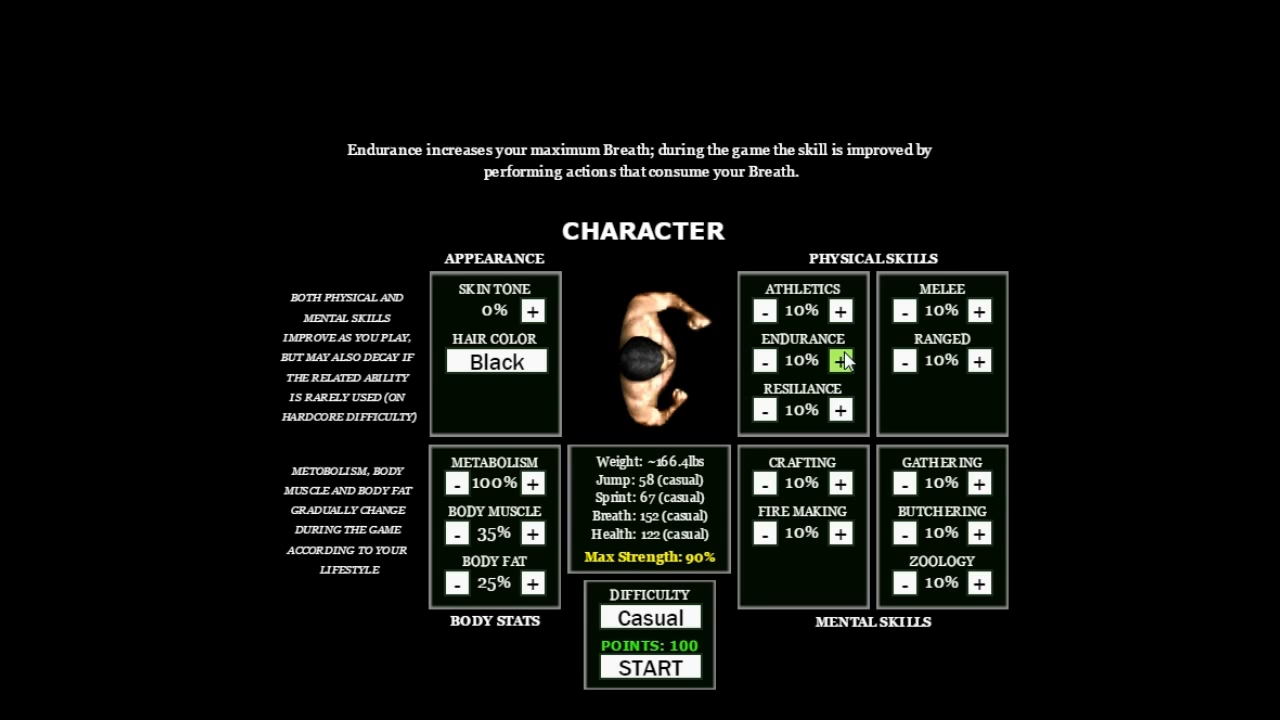 Endurance increases your maximum Breath; during the game the skill is improved by
performing actions that consume your Breath.
CHARACTER
APPEARANCE
PHYSICAL SKILLS
BOTH PHYSICAL AND
MENTAL SKILLS
IMPROVE AS YOU PLAY,
BUT MAY ALSO DECAY IF
THE RELATED ABILITY
IS RARELY USED (ON
HARDCORE DIFFICULTY)
SKIN TONE
0% +
HAIR COLOR
Black
ATHLETICS
- 10% +
ENDURANCE
- 10% +
RESILIANCE
- 10% +
MELEE
- 10% +
RANGED
- 10% +
METOBOLISM, BODY
MUSCLE AND BODY FAT
GRADUALLY CHANGE
DURING THE GAME
ACCORDING TO YOUR
LIFESTYLE
METABOLISM
- 100% +
BODY MUSCLE
- 35% +
BODY FAT
- 25% +
BODY STATS
Weight: ~166.4lbs
Jump: 58 (casual)
Sprint: 67 (casual)
Breath: 152 (casual)
Health: 122 (casual)
Max Strength: 90%
DIFFICULTY
Casual
POINTS: 100
START
CRAFTING
- 10% +
FIRE MAKING
- 10% +
GATHERING
- 10% +
BUTCHERING
- 10% +
ZOOLOGY
- 10% +
MENTAL SKILLS